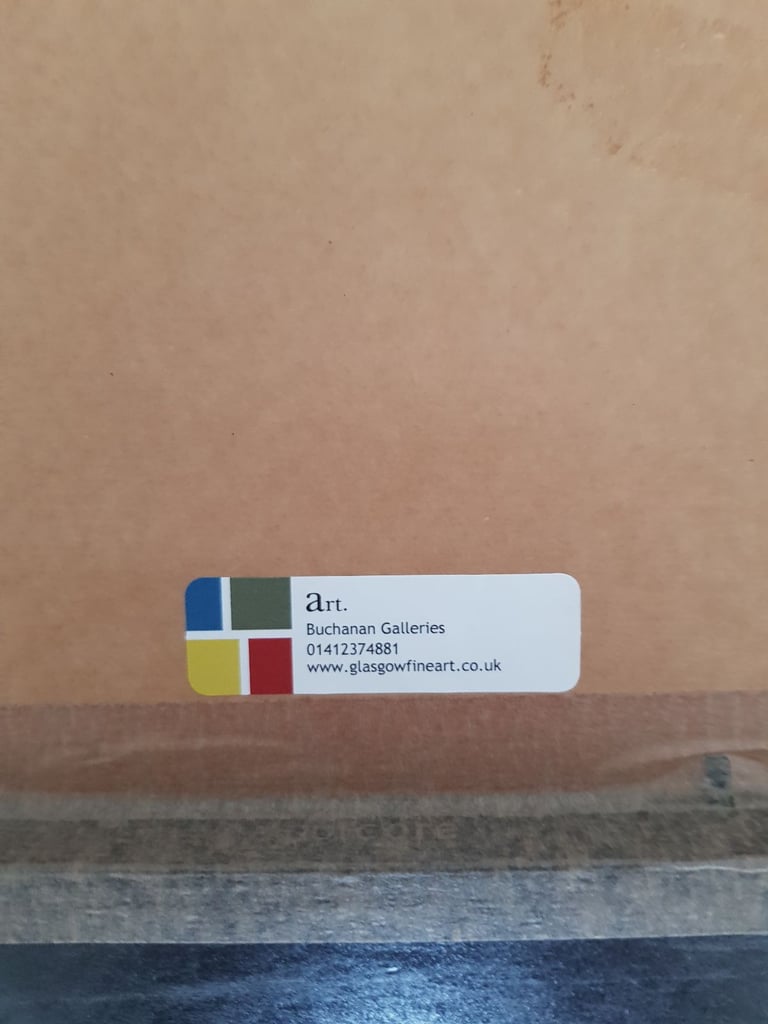 art.
Buchanan Galleries
01412374881
www.glasgowfineart.co.uk